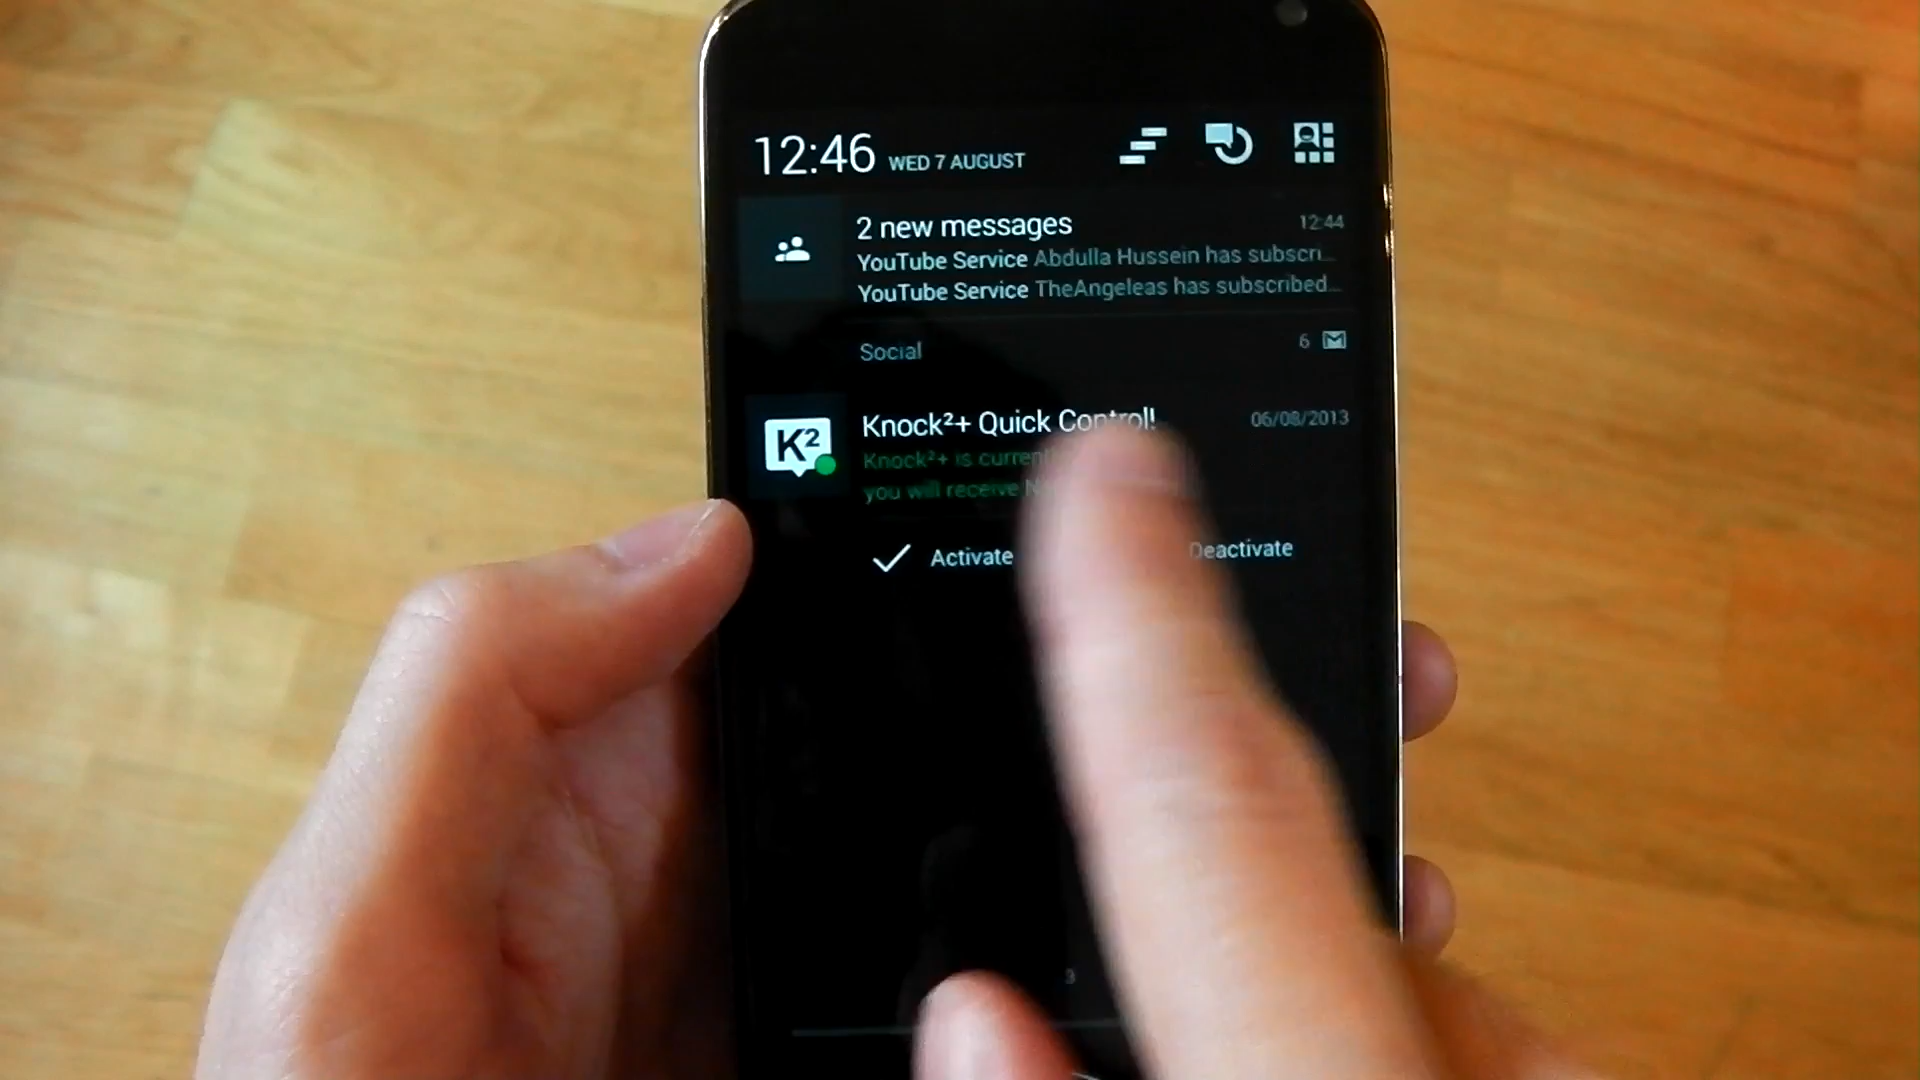 12:46 WED 7 AUGUST
2 new messages 12:44
YouTube Service Abdulla Hussein has subscri...
YouTube Service TheAngeleas has subscribed...
Social 6
K² Knock²+ Quick Control! 06/08/2013
Knock²+ is curren
you will receive N
Activate Deactivate